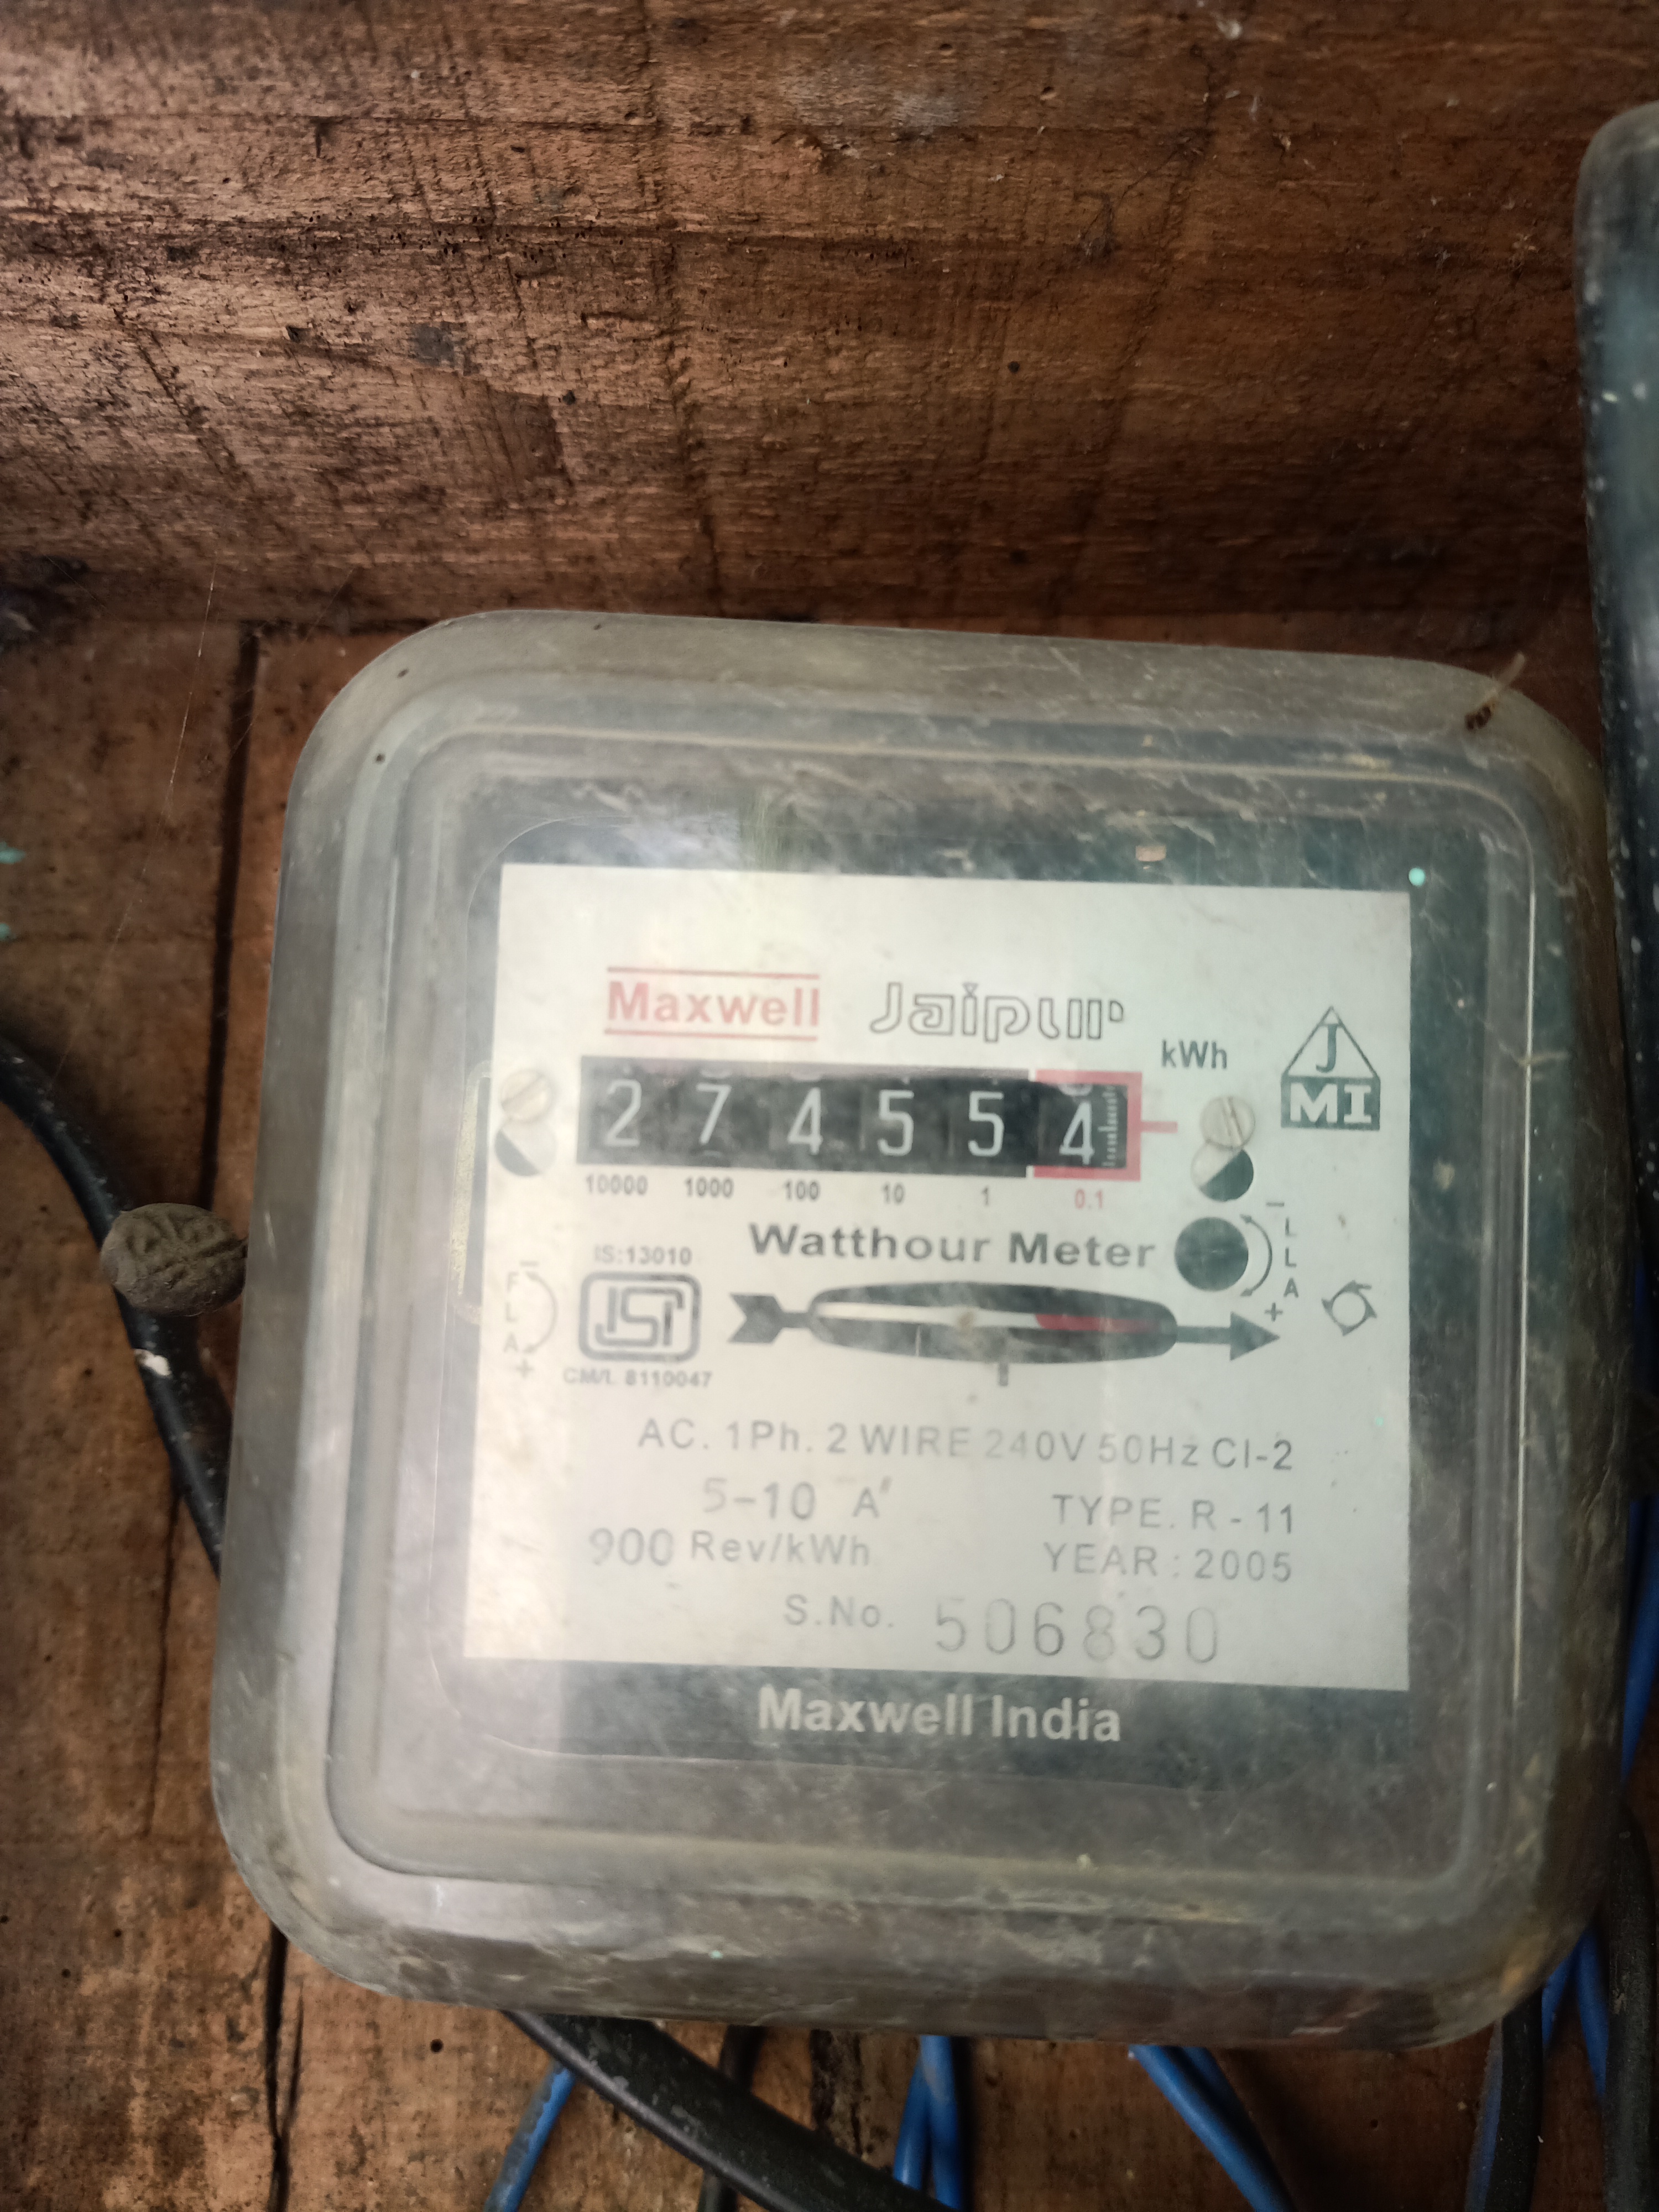 Maxwell Jaipur
kWh
J
MI
2 7 4 5 5 4
10000 1000 100 10 1 0.1
Watthour Meter
- L L A +
IS:13010
- F L A +
ISI
CM/L 8110047
AC. 1Ph. 2 WIRE 240V 50Hz Cl-2
5-10 A
TYPE. R - 11
900 Rev/kWh
YEAR : 2005
S.No. 506830
Maxwell India